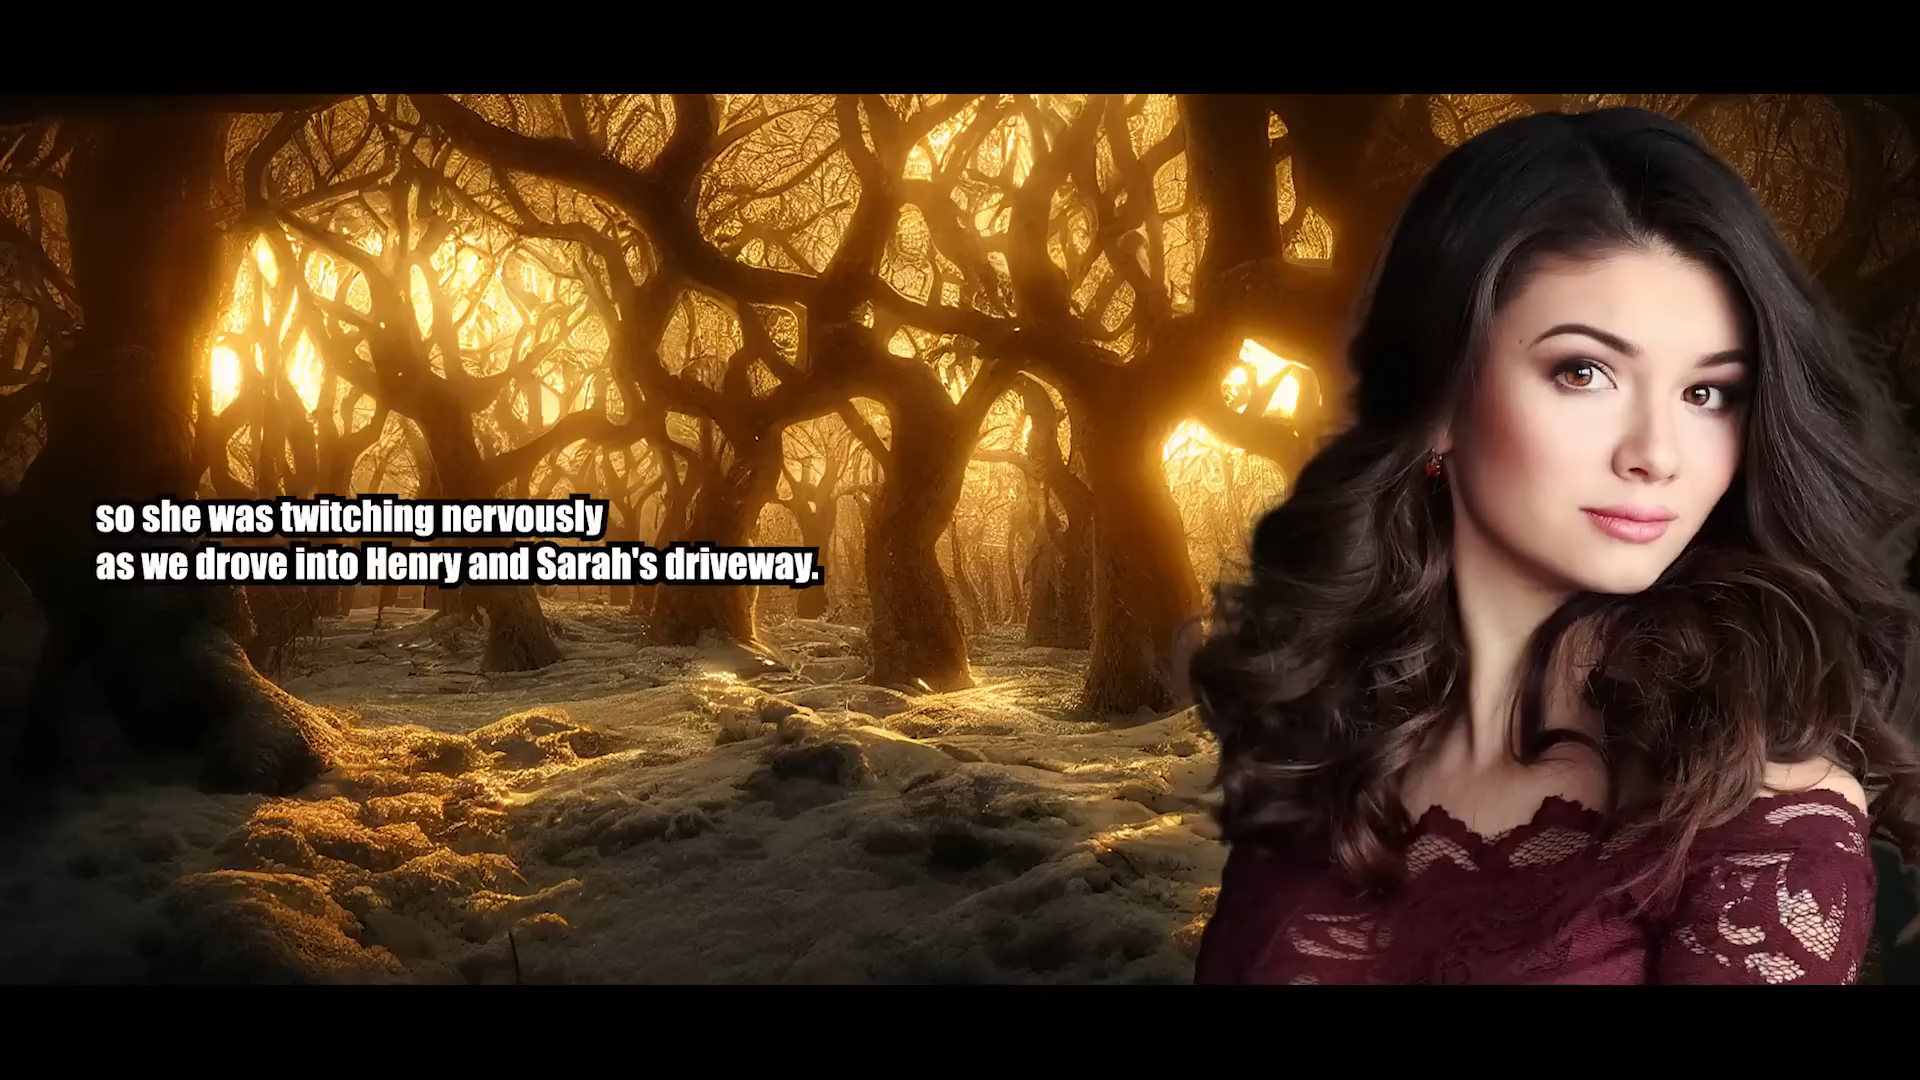 so she was twitching nervously
as we drove into Henry and Sarah's driveway.